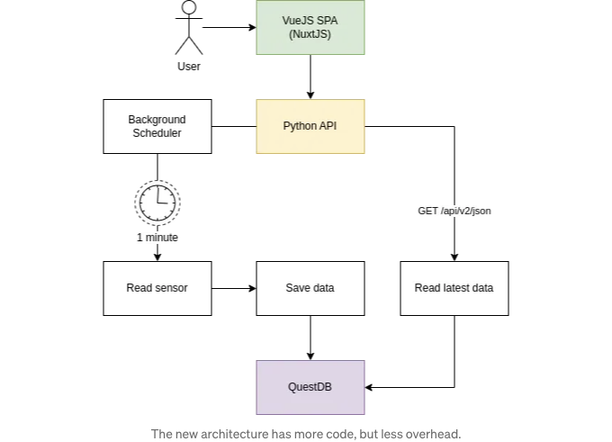 VueJS SPA
(NuxtJS)
User
Background
Scheduler
Python API
GET /api/v2/json
1 minute
Read sensor
Save data
Read latest data
QuestDB
The new architecture has more code, but less overhead.